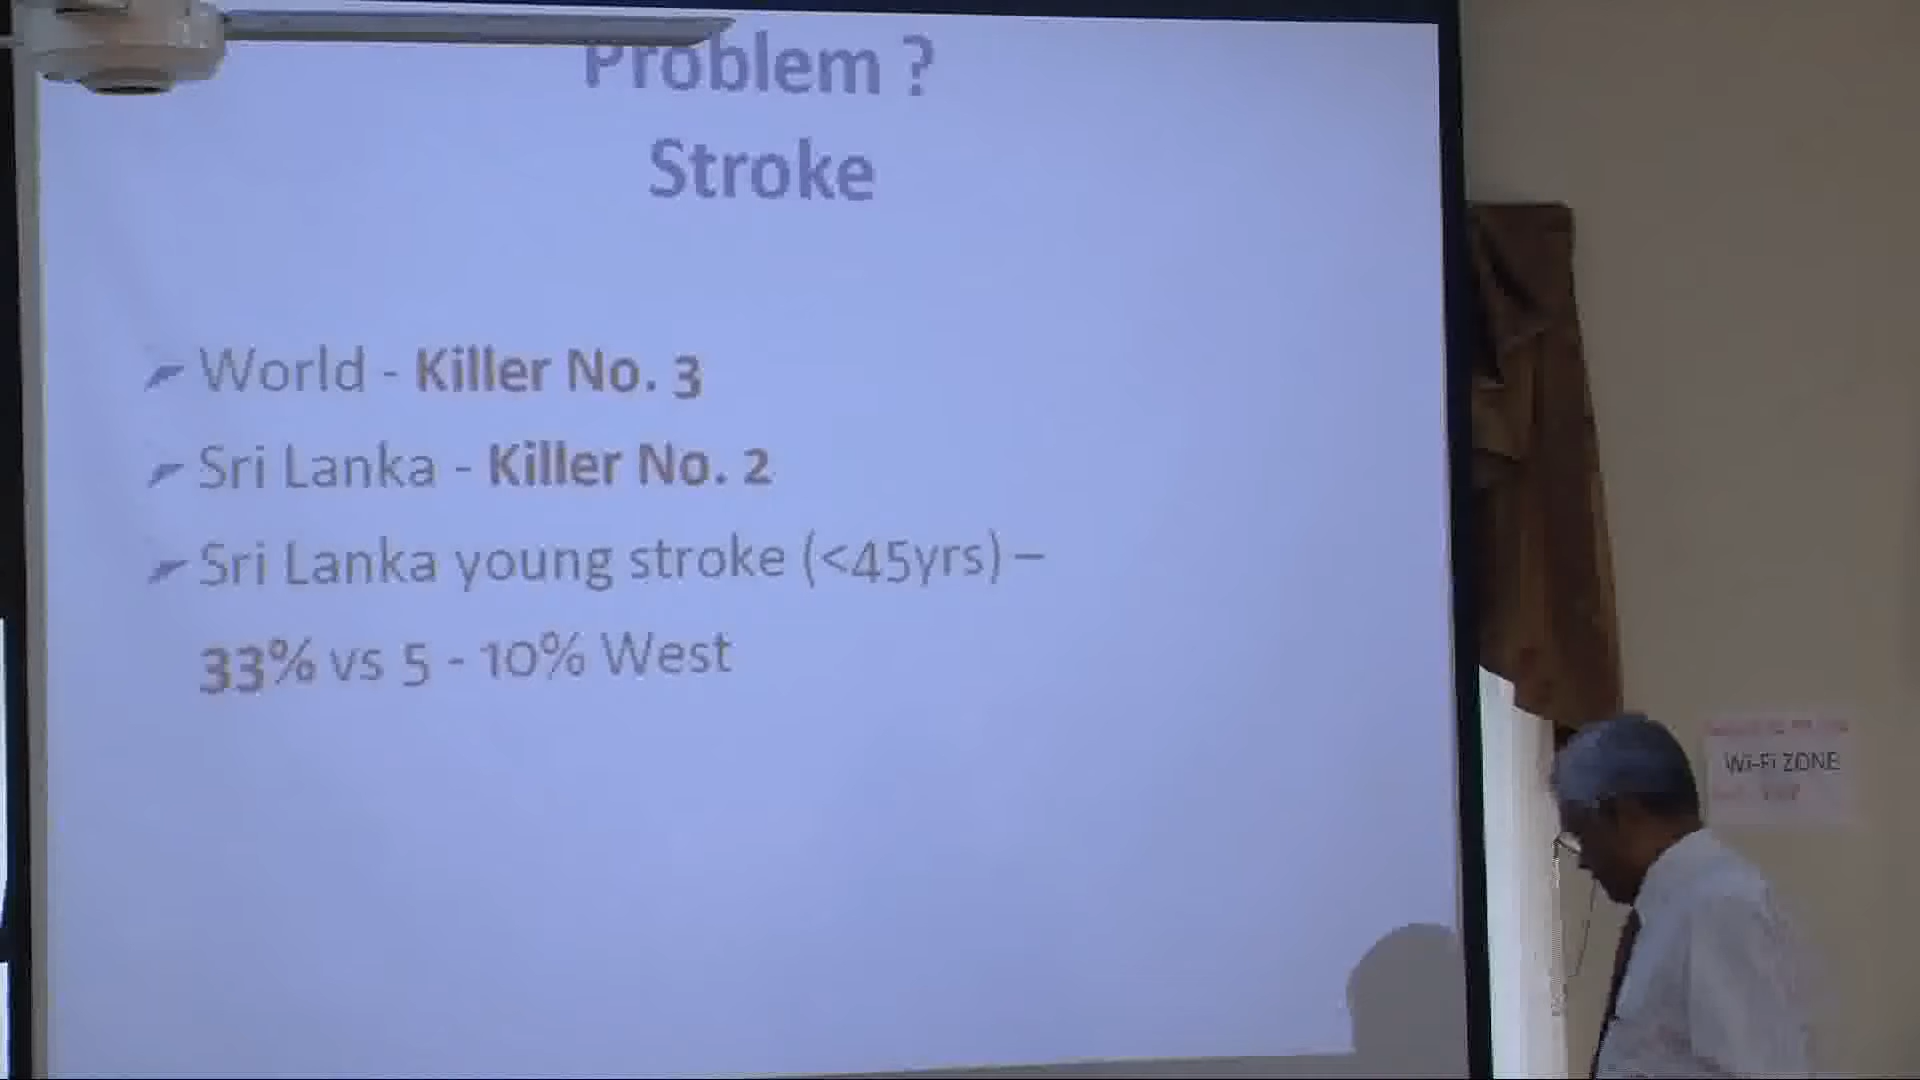 Problem ?
Stroke
World - Killer No. 3
Sri Lanka - Killer No. 2
Sri Lanka young stroke (<45yrs) –
33% vs 5 - 10% West
Wi-Fi ZONE